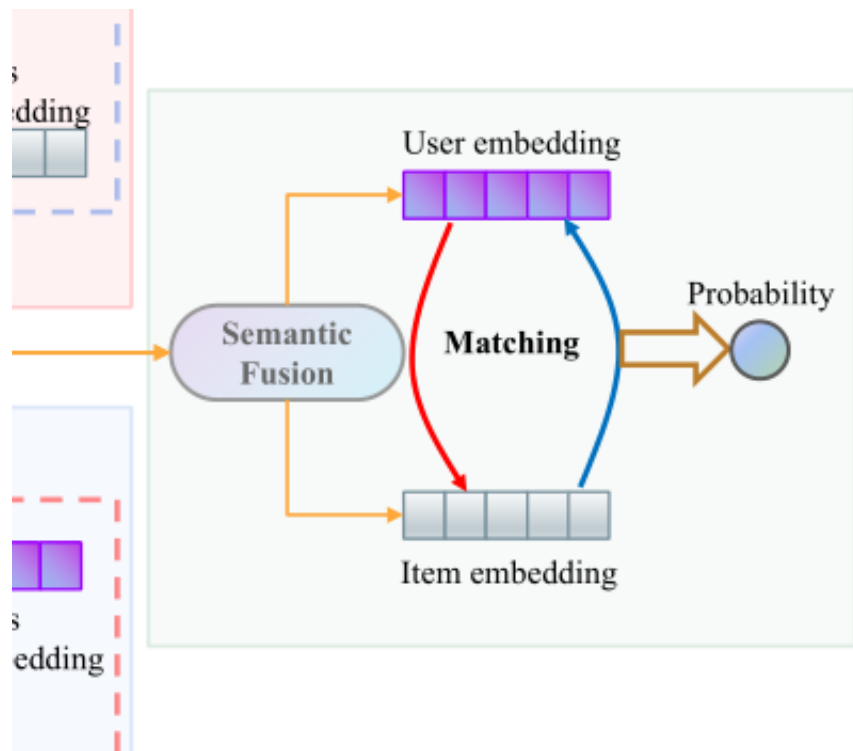 User embedding
Semantic
Fusion
Matching
Probability
Item embedding